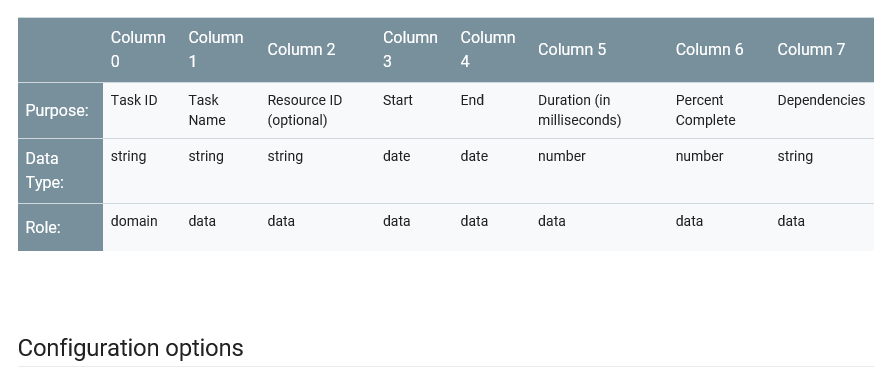 Column 0 Column 1 Column 2 Column 3 Column 4 Column 5 Column 6 Column 7
Purpose: Task ID Task Name Resource ID (optional) Start End Duration (in milliseconds) Percent Complete Dependencies
Data Type: string string string date date number number string
Role: domain data data data data data data data
Configuration options